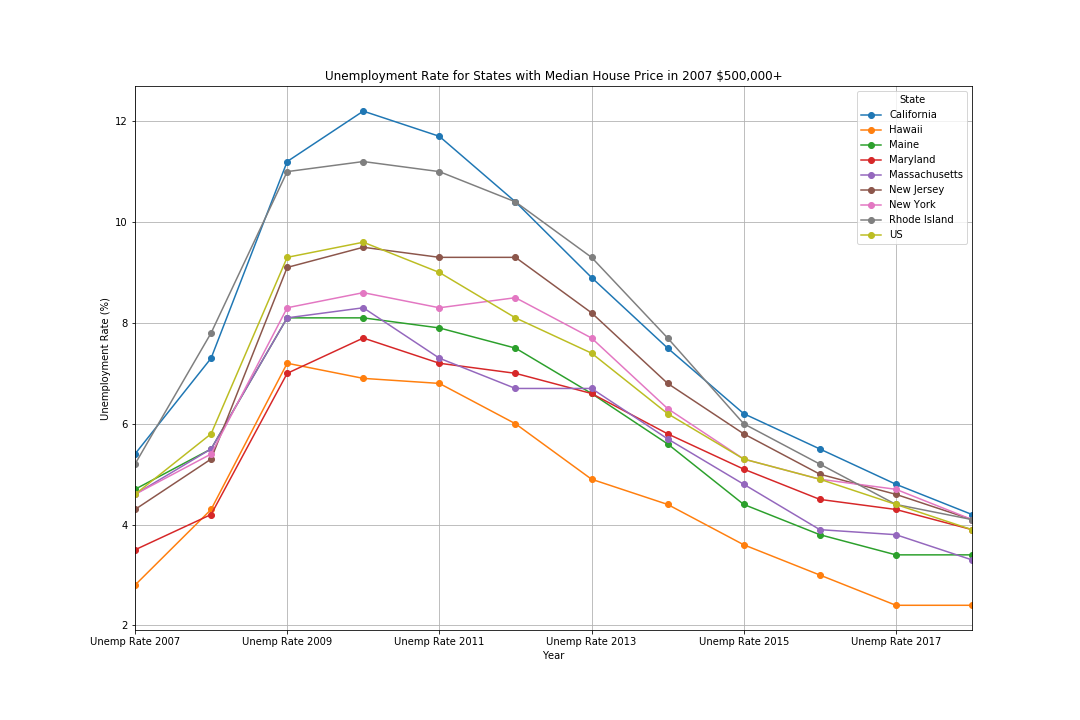 Unemployment Rate for States with Median House Price in 2007 $500,000+
State
California
Hawaii
Maine
Maryland
Massachusetts
New Jersey
New York
Rhode Island
US
12
10
8
6
4
2
Unemployment Rate (%)
Unemp Rate 2007
Unemp Rate 2009
Unemp Rate 2011
Unemp Rate 2013
Unemp Rate 2015
Unemp Rate 2017
Year